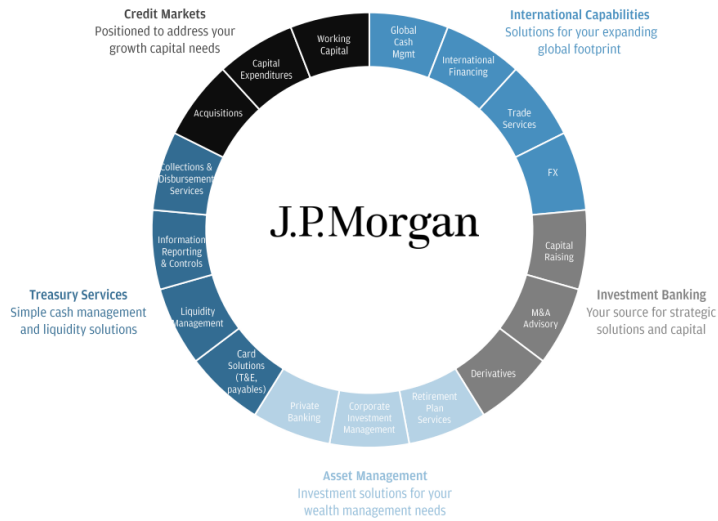 Credit Markets
Positioned to address your
growth capital needs
International Capabilities
Solutions for your expanding
global footprint
Working
Capital
Global
Cash
Mgmt
Capital
Expenditures
International
Financing
Acquisitions
Trade
Services
Collections &
Disbursement
Services
FX
J.P.Morgan
Information
Reporting
& Controls
Capital
Raising
Treasury Services
Simple cash management
and liquidity solutions
Investment Banking
Your source for strategic
solutions and capital
Liquidity
Management
M&A
Advisory
Card
Solutions
(T&E,
payables)
Derivatives
Private
Banking
Corporate
Investment
Management
Retirement
Plan
Services
Asset Management
Investment solutions for your
wealth management needs